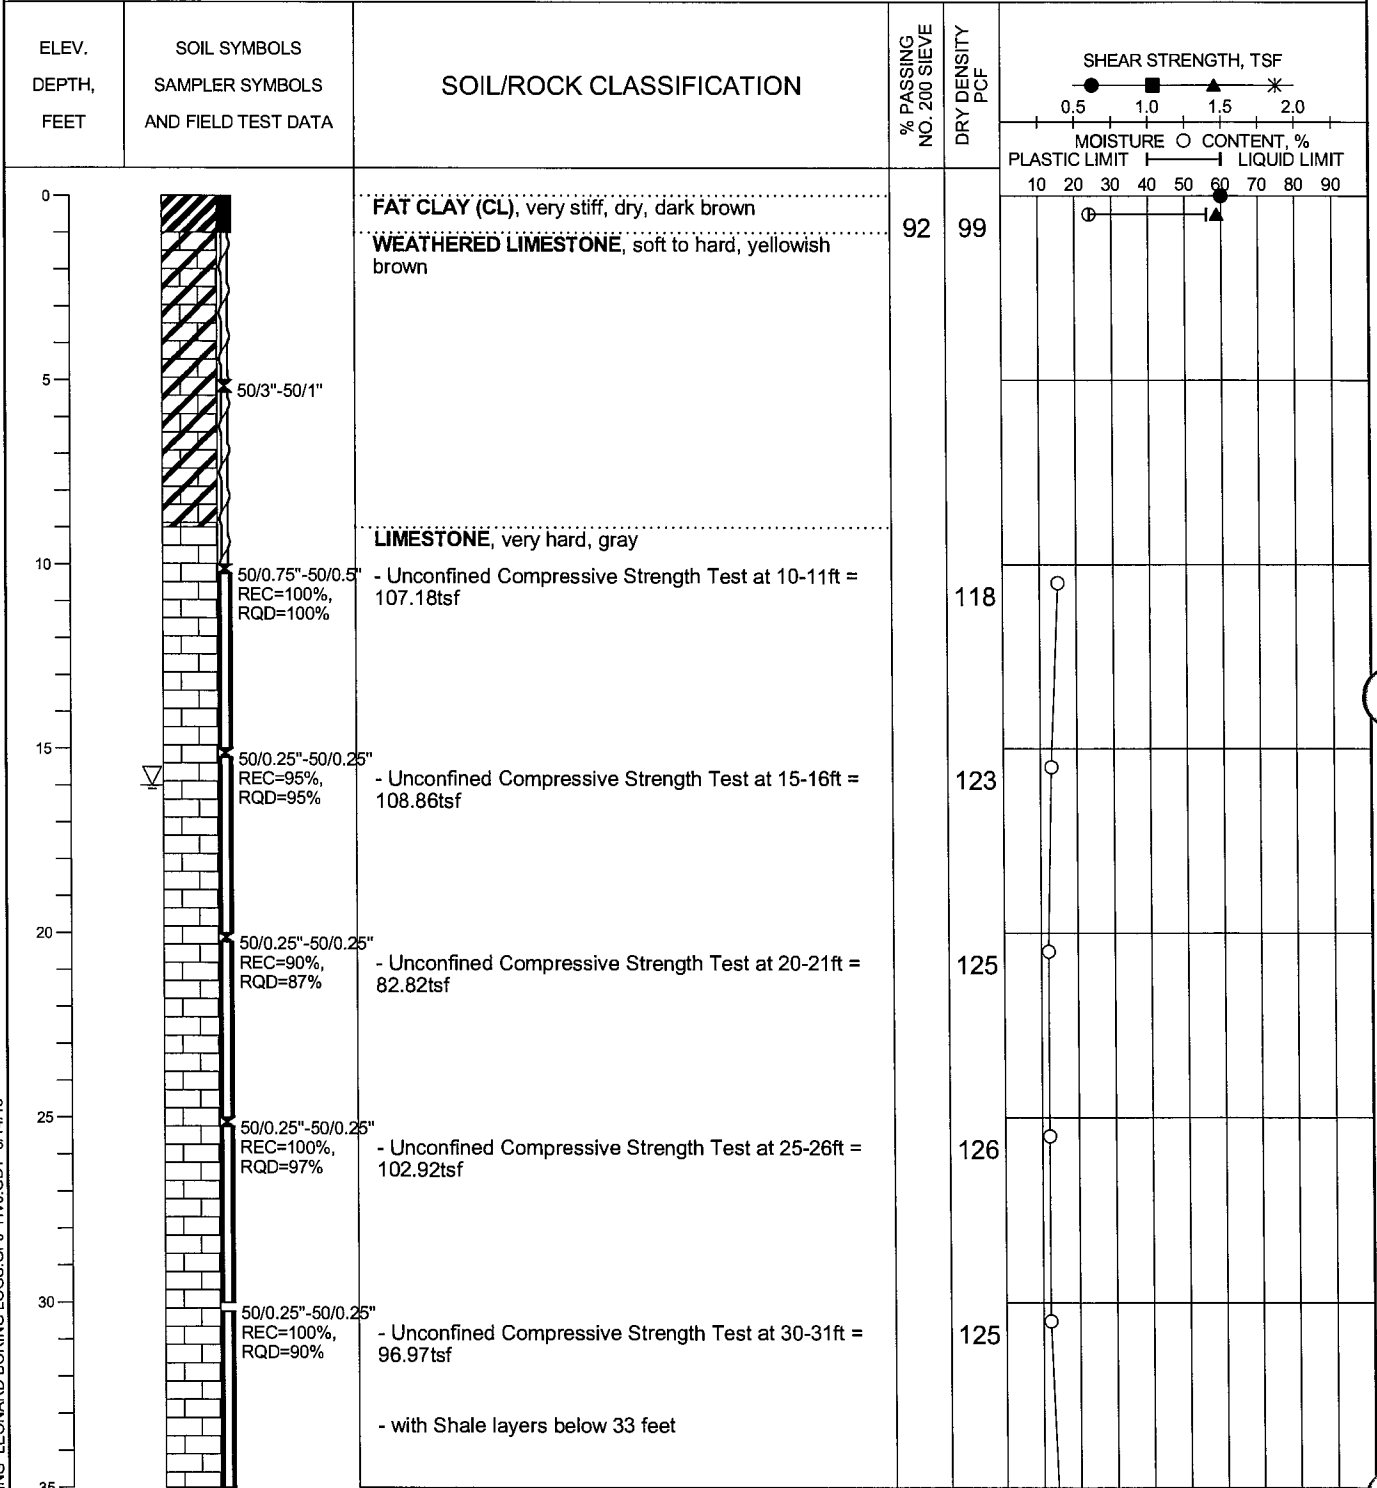 ELEV.
DEPTH,
FEET
SOIL SYMBOLS
SAMPLER SYMBOLS
AND FIELD TEST DATA
SOIL/ROCK CLASSIFICATION
% PASSING
NO. 200 SIEVE
DRY DENSITY
PCF
SHEAR STRENGTH, TSF
0.5 1.0 1.5 2.0
MOISTURE CONTENT, %
PLASTIC LIMIT LIQUID LIMIT
10 20 30 40 50 60 70 80 90
0
FAT CLAY (CL), very stiff, dry, dark brown
92 99
WEATHERED LIMESTONE, soft to hard, yellowish
brown
5
50/3"-50/1"
LIMESTONE, very hard, gray
10
50/0.75"-50/0.5"
REC=100%,
RQD=100%
- Unconfined Compressive Strength Test at 10-11ft =
107.18tsf
118
15
50/0.25"-50/0.25"
REC=95%,
RQD=95%
- Unconfined Compressive Strength Test at 15-16ft =
108.86tsf
123
20
50/0.25"-50/0.25"
REC=90%,
RQD=87%
- Unconfined Compressive Strength Test at 20-21ft =
82.82tsf
125
25
50/0.25"-50/0.25"
REC=100%,
RQD=97%
- Unconfined Compressive Strength Test at 25-26ft =
102.92tsf
126
30
50/0.25"-50/0.25"
REC=100%,
RQD=90%
- Unconfined Compressive Strength Test at 30-31ft =
96.97tsf
125
- with Shale layers below 33 feet
35